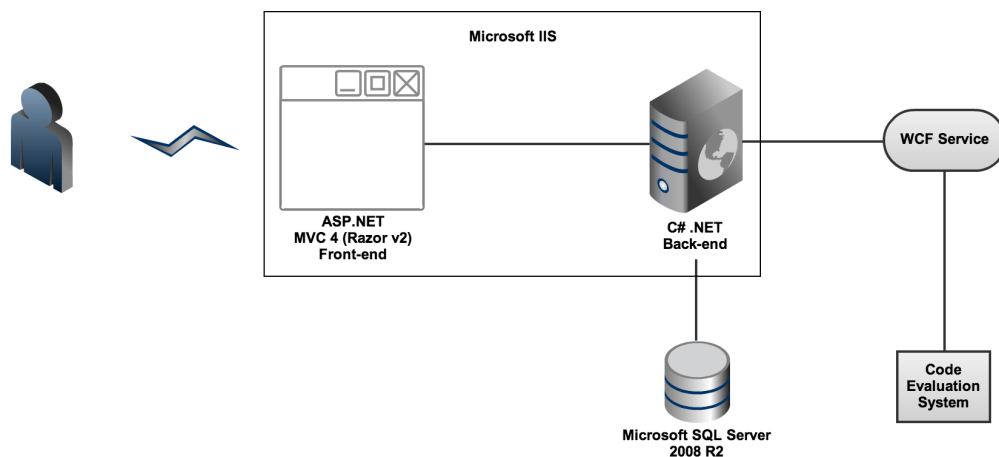 Microsoft IIS
ASP.NET
MVC 4 (Razor v2)
Front-end
C# .NET
Back-end
WCF Service
Microsoft SQL Server
2008 R2
Code
Evaluation
System